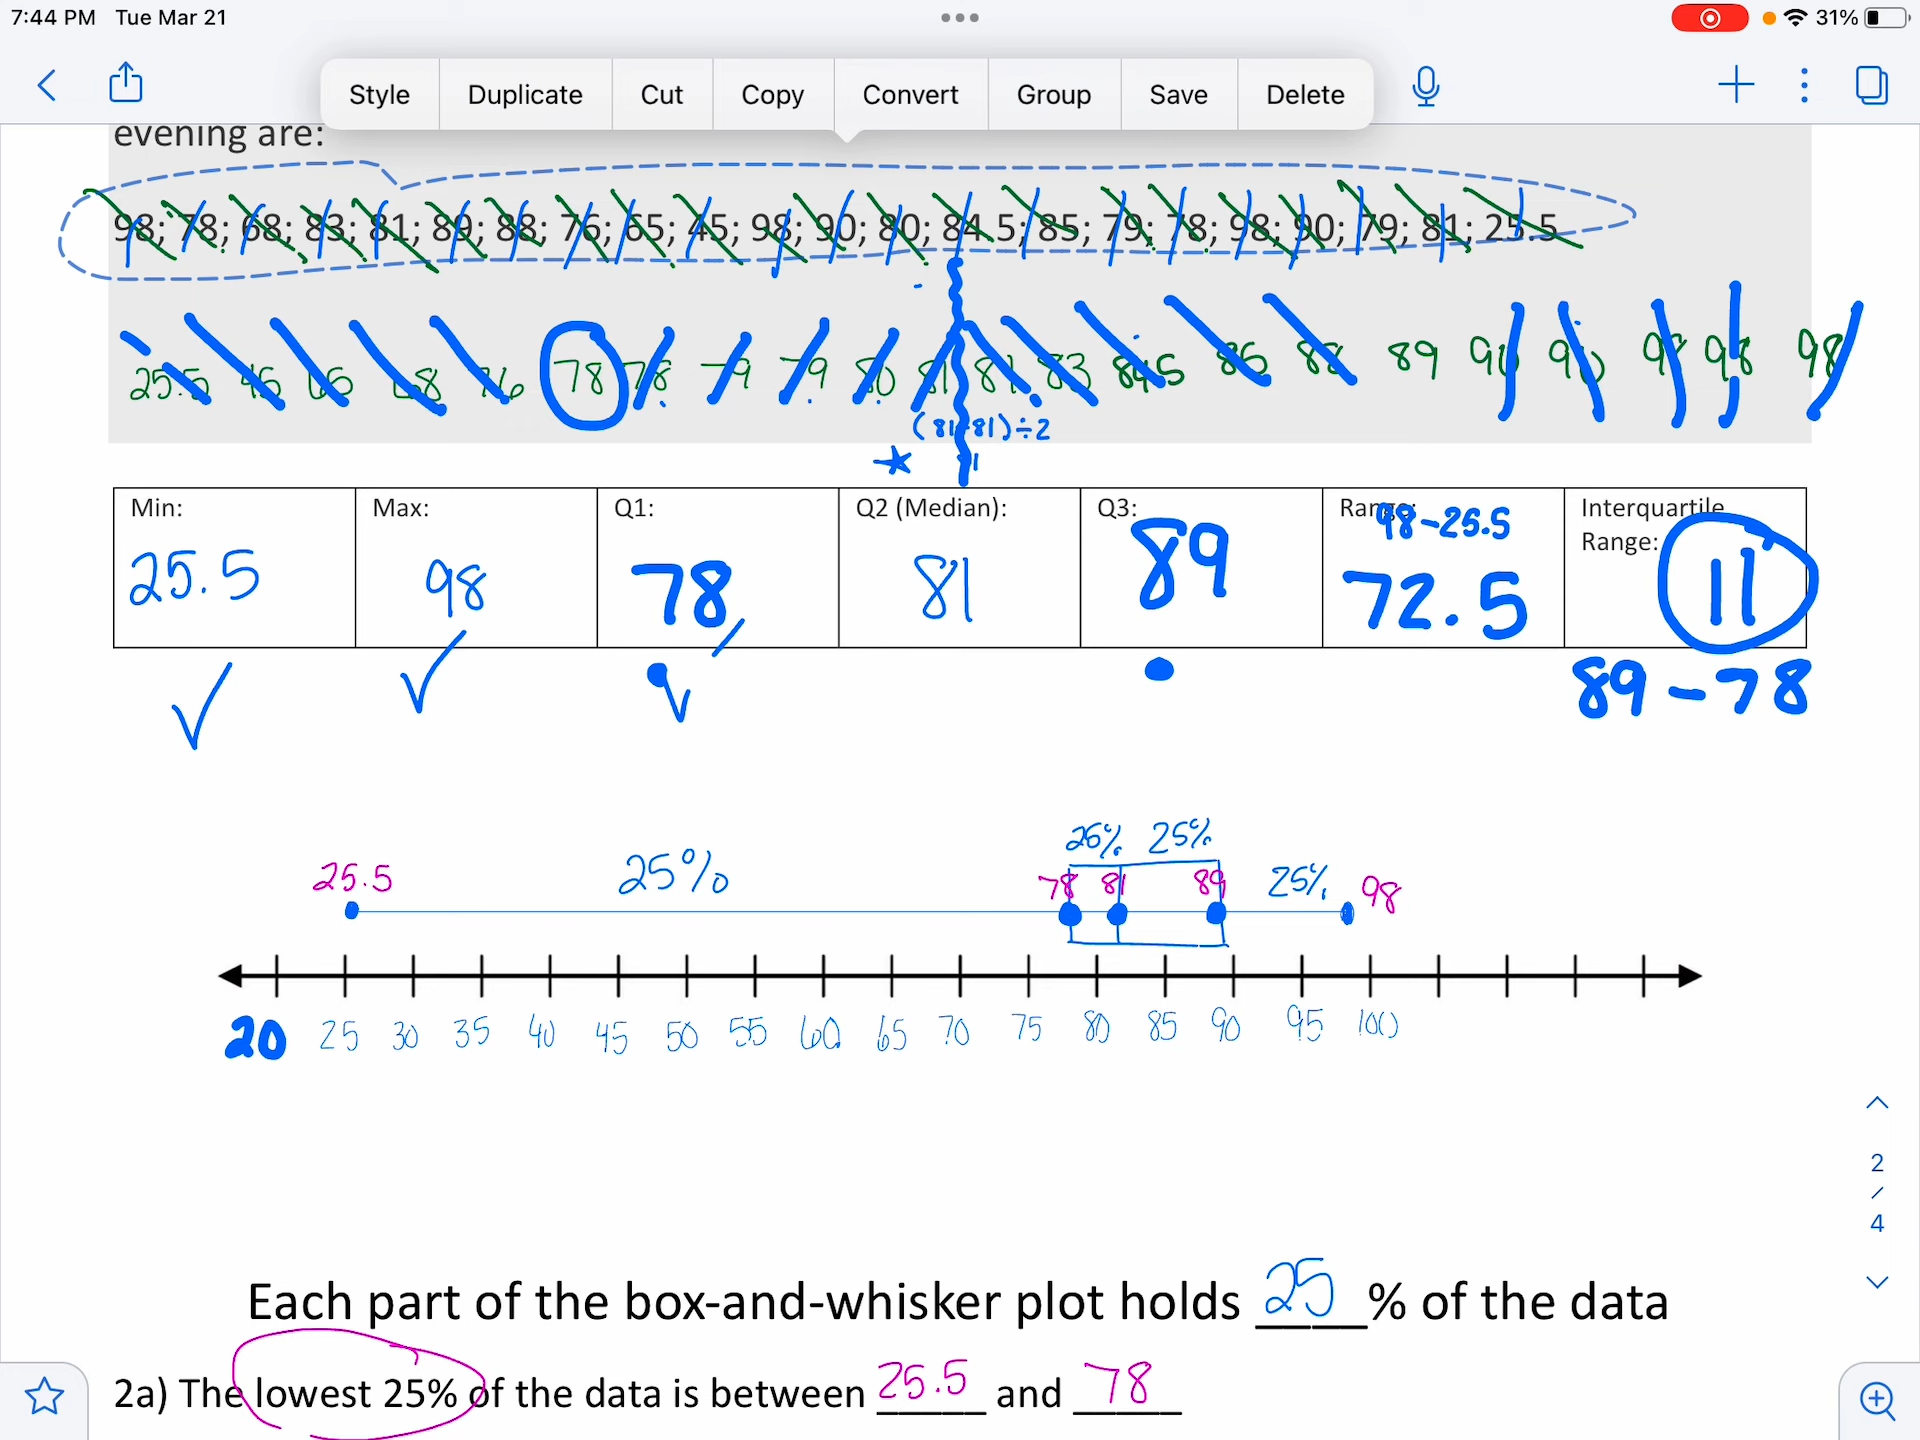 7:44 PM Tue Mar 21
31%
Style Duplicate Cut Copy Convert Group Save Delete
evening are:
98; 78; 68; 83; 81; 89; 88; 76; 65; 45; 98; 90; 80; 84.5; 85; 79; 78; 98; 90; 79; 81; 25.5
25.5 45 65 68 76 78 78 79 79 80 81 81 83 84.5 85 88 89 90 90 98 98 98
(81+81)÷2
Min: Max: Q1: Q2 (Median): Q3: Range: Interquartile Range:
98-25.5
25.5 98 78 81 89 72.5 11
89-78
25% 25%
25.5 25% 78 81 89 25% 98
20 25 30 35 40 45 50 55 60 65 70 75 80 85 90 95 100
2
/
4
Each part of the box-and-whisker plot holds 25 % of the data
2a) The lowest 25% of the data is between 25.5 and 78